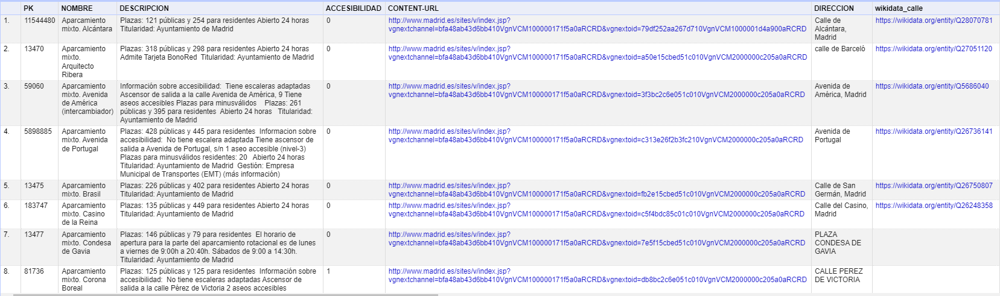 PK NOMBRE DESCRIPCION ACCESIBILIDAD CONTENT-URL DIRECCION wikidata_calle
1. 11544480 Aparcamiento Plazas: 121 públicas y 254 para residentes Abierto 24 horas 0 http://www.madrid.es/sites/v/index.jsp? Calle de https://wikidata.org/entity/Q28070781
mixto. Alcántara Titularidad: Ayuntamiento de Madrid vgnextchannel=bfa48ab43d6bb410VgnVCM100000171f5a0aRCRD&vgnextoid=79df252aa267d710VgnVCM1000001d4a900aRCRD Alcántara,
Madrid
2. 13470 Aparcamiento Plazas: 318 públicas y 298 para residentes Abierto 24 horas 0 http://www.madrid.es/sites/v/index.jsp? calle de Barceló https://wikidata.org/entity/Q27051120
mixto. Admite Tarjeta BonoRed  Titularidad: Ayuntamiento de Madrid vgnextchannel=bfa48ab43d6bb410VgnVCM100000171f5a0aRCRD&vgnextoid=a50e15cbed51c010VgnVCM2000000c205a0aRCRD
Arquitecto
Ribera
3. 59060 Aparcamiento Información sobre accesibilidad:  Tiene escaleras adaptadas 0 http://www.madrid.es/sites/v/index.jsp? Avenida de https://wikidata.org/entity/Q5686040
mixto. Avenida Ascensor de salida a la calle Avenida de América, 9 Tiene vgnextchannel=bfa48ab43d6bb410VgnVCM100000171f5a0aRCRD&vgnextoid=3f3bc2c6e051c010VgnVCM2000000c205a0aRCRD América, Madrid
de América aseos accesibles Plazas para minusválidos    Plazas: 261
(intercambiador) públicas y 395 para residentes  Abierto 24 horas   Titularidad:
Ayuntamiento de Madrid
4. 5898885 Aparcamiento Plazas: 428 públicas y 445 para residentes  Informacion sobre 0 http://www.madrid.es/sites/v/index.jsp? Avenida de https://wikidata.org/entity/Q26736141
mixto. Avenida accesibilidad:  No tiene escalera adaptada Tiene ascensor de vgnextchannel=bfa48ab43d6bb410VgnVCM100000171f5a0aRCRD&vgnextoid=c313e26f2b3fc210VgnVCM2000000c205a0aRCRD Portugal
de Portugal salida a Avenida de Portugal, s/n 1 aseo accesible (nivel-3)
Plazas para minusválidos residentes: 20   Abierto 24 horas
Titularidad: Ayuntamiento de Madrid  Gestión: Empresa
Municipal de Transportes (EMT) (más información)
5. 13475 Aparcamiento Plazas: 226 públicas y 402 para residentes Abierto 24 horas 0 http://www.madrid.es/sites/v/index.jsp? Calle de San https://wikidata.org/entity/Q26750807
mixto. Brasil Titularidad: Ayuntamiento de Madrid vgnextchannel=bfa48ab43d6bb410VgnVCM100000171f5a0aRCRD&vgnextoid=fb2e15cbed51c010VgnVCM2000000c205a0aRCRD Germán, Madrid
6. 183747 Aparcamiento Plazas: 135 públicas y 449 para residentes Abierto 24 horas 0 http://www.madrid.es/sites/v/index.jsp? Calle del Casino, https://wikidata.org/entity/Q26248358
mixto. Casino Titularidad: Ayuntamiento de Madrid vgnextchannel=bfa48ab43d6bb410VgnVCM100000171f5a0aRCRD&vgnextoid=c5f4bdc85c01c010VgnVCM2000000c205a0aRCRD Madrid
de la Reina
7. 13477 Aparcamiento Plazas: 146 públicas y 79 para residentes  El horario de 0 http://www.madrid.es/sites/v/index.jsp? PLAZA
mixto. Condesa apertura para la parte del aparcamiento rotacional es de lunes vgnextchannel=bfa48ab43d6bb410VgnVCM100000171f5a0aRCRD&vgnextoid=7e5f15cbed51c010VgnVCM2000000c205a0aRCRD CONDESA DE
de Gavia a viernes de 9:00h a 20:40h. Sábados de 9:00 a 14:30h. GAVIA
Titularidad: Ayuntamiento de Madrid
8. 81736 Aparcamiento Plazas: 125 públicas y 125 para residentes  Información sobre 1 http://www.madrid.es/sites/v/index.jsp? CALLE PEREZ
mixto. Corona accesibilidad:  No tiene escaleras adaptadas Ascensor de vgnextchannel=bfa48ab43d6bb410VgnVCM100000171f5a0aRCRD&vgnextoid=db8bc2c6e051c010VgnVCM2000000c205a0aRCRD DE VICTORIA
Boreal salida a la calle Pérez de Victoria 2 aseos accesibles